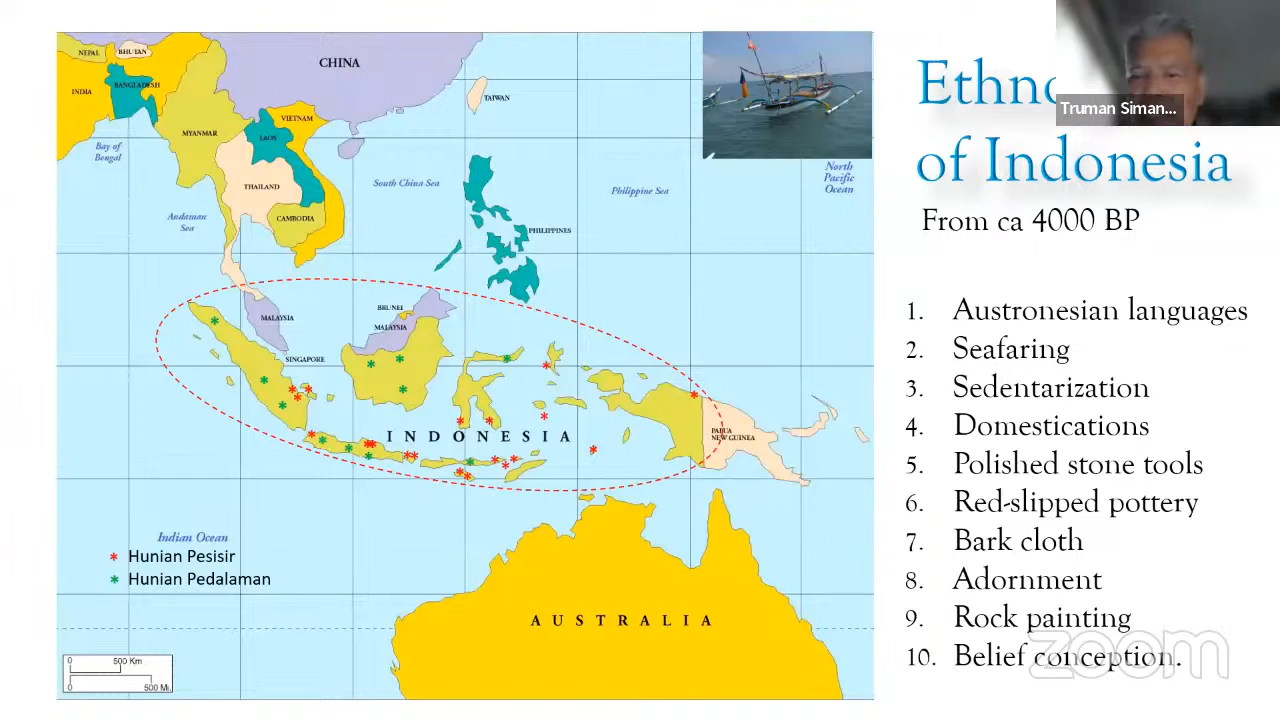 NEPAL
BHUTAN
CHINA
INDIA
BANGLADESH
TAIWAN
VIETNAM
MYANMAR
LAOS
Bay of
Bengal
North
Pacific
Ocean
South China Sea
Philippine Sea
THAILAND
Andaman
Sea
CAMBODIA
PHILIPPINES
BRUNEI
MALAYSIA
MALAYSIA
SINGAPORE
INDONESIA
PAPUA
NEW GUINEA
Indian Ocean
* Hunian Pesisir
* Hunian Pedalaman
AUSTRALIA
0 500 Km
0 500 Mi.
Truman Siman...
of Indonesia
From ca 4000 BP
1. Austronesian languages
2. Seafaring
3. Sedentarization
4. Domestications
5. Polished stone tools
6. Red-slipped pottery
7. Bark cloth
8. Adornment
9. Rock painting
10. Belief conception.
zoom